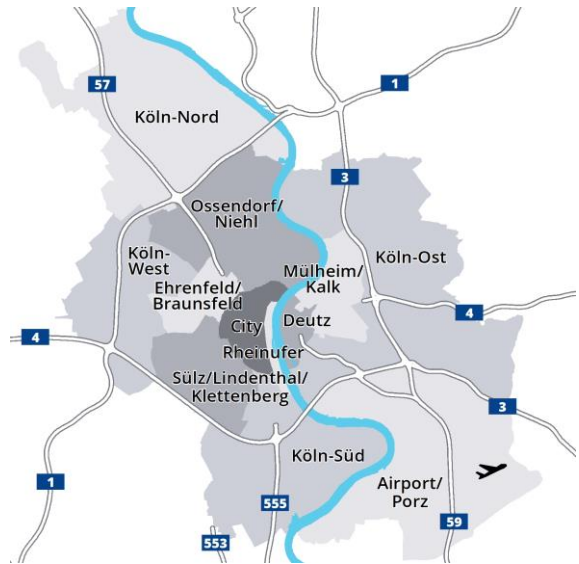 57
1
Köln-Nord
3
Ossendorf/
Niehl
Köln-
West
Köln-Ost
Mülheim/
Kalk
Ehrenfeld/
Braunsfeld
4
City
Deutz
4
Rheinufer
Sülz/Lindenthal/
Klettenberg
3
Köln-Süd
1
Airport/
Porz
555
59
553